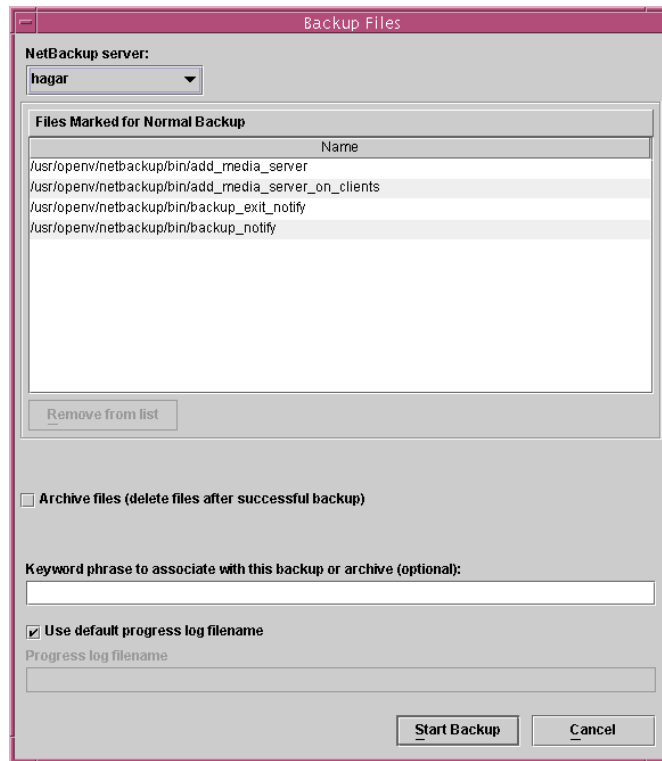 Backup Files
NetBackup server:
hagar
Files Marked for Normal Backup
Name
/usr/openv/netbackup/bin/add_media_server
/usr/openv/netbackup/bin/add_media_server_on_clients
/usr/openv/netbackup/bin/backup_exit_notify
/usr/openv/netbackup/bin/backup_notify
Remove from list
Archive files (delete files after successful backup)
Keyword phrase to associate with this backup or archive (optional):
Use default progress log filename
Progress log filename
Start Backup Cancel